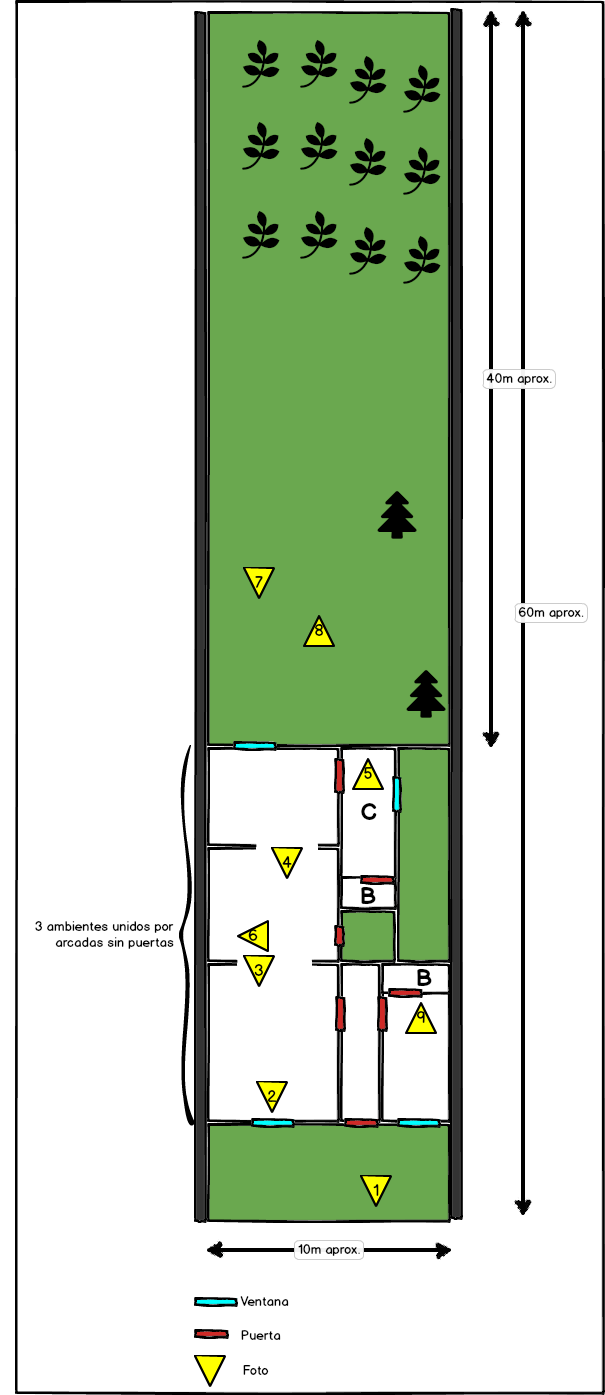 40m aprox.
7
60m aprox.
8
5
C
4
B
3 ambientes unidos por
arcadas sin puertas
6
3
B
9
2
1
10m aprox.
Ventana
Puerta
Foto